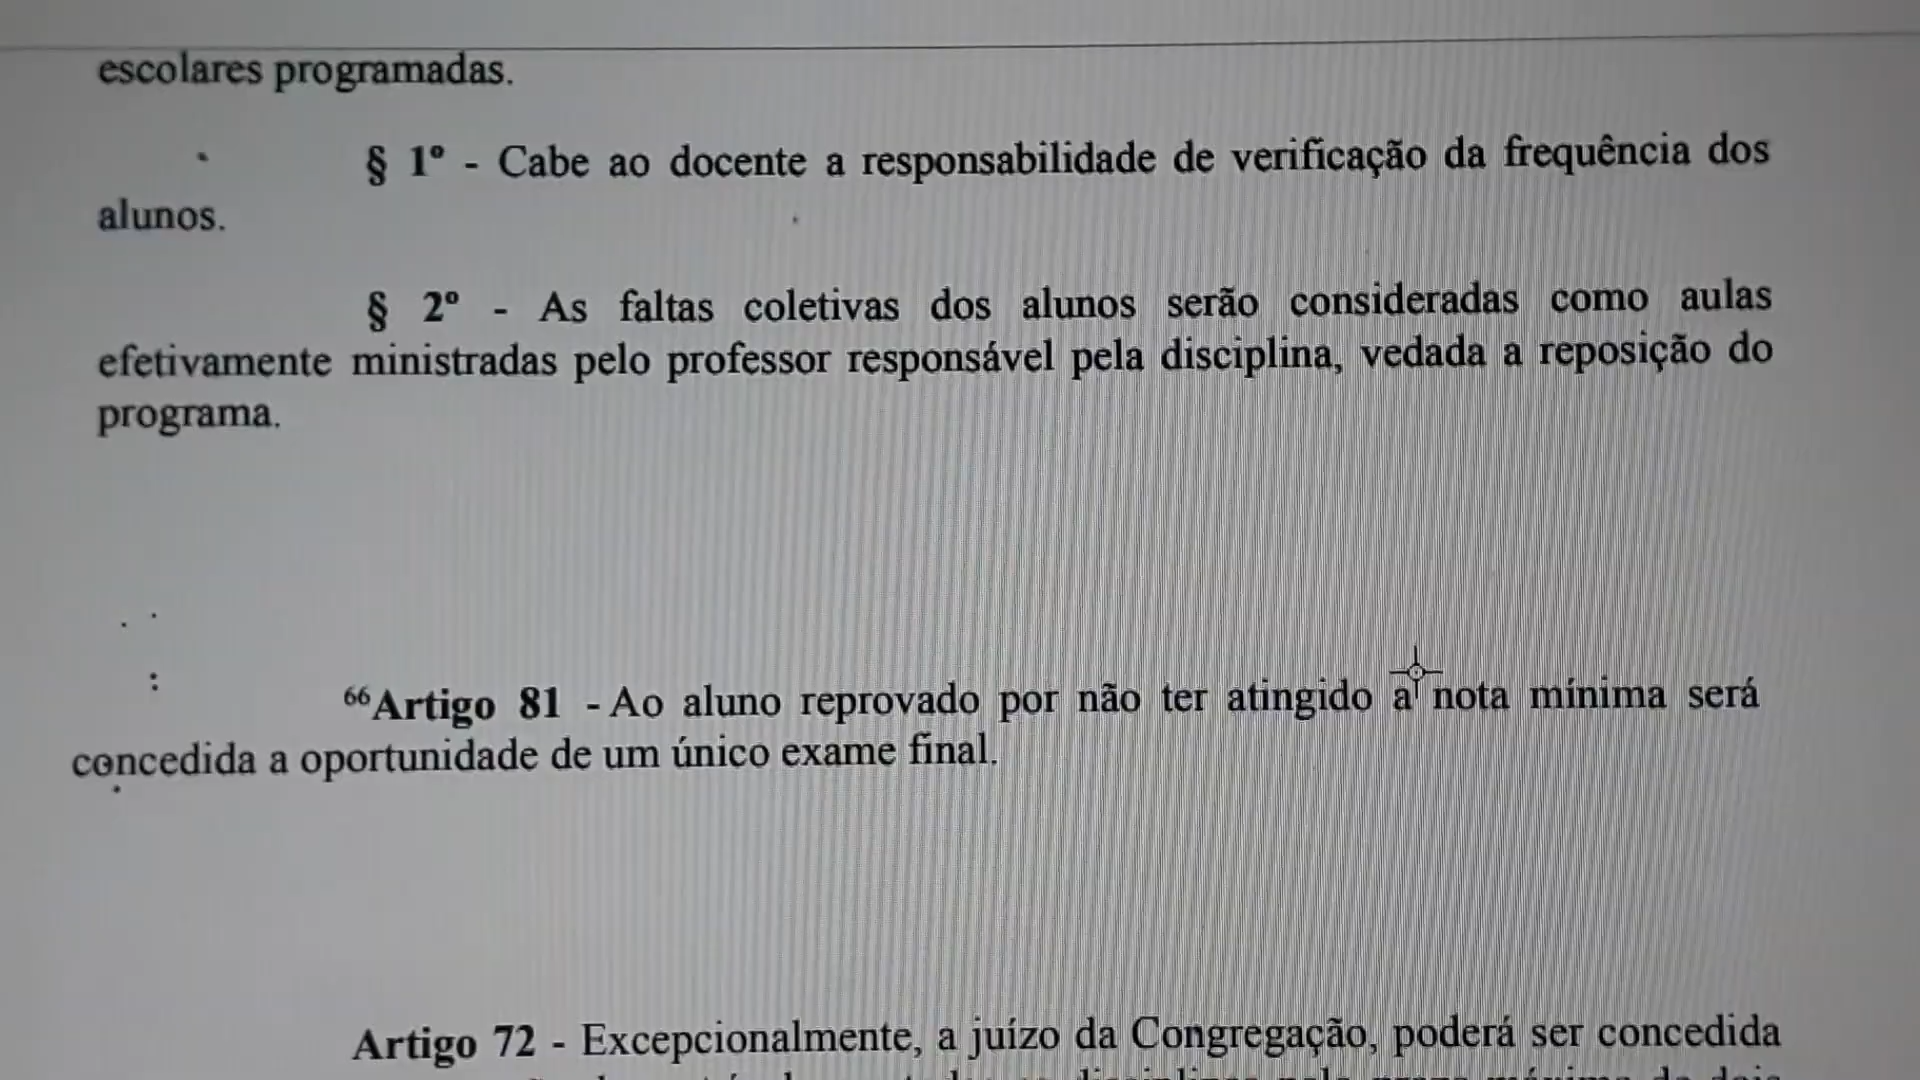 escolares programadas.
§ 1º - Cabe ao docente a responsabilidade de verificação da frequência dos
alunos.
§ 2º - As faltas coletivas dos alunos serão consideradas como aulas
efetivamente ministradas pelo professor responsável pela disciplina, vedada a reposição do
programa.
66Artigo 81 - Ao aluno reprovado por não ter atingido a nota mínima será
concedida a oportunidade de um único exame final.
Artigo 72 - Excepcionalmente, a juízo da Congregação, poderá ser concedida